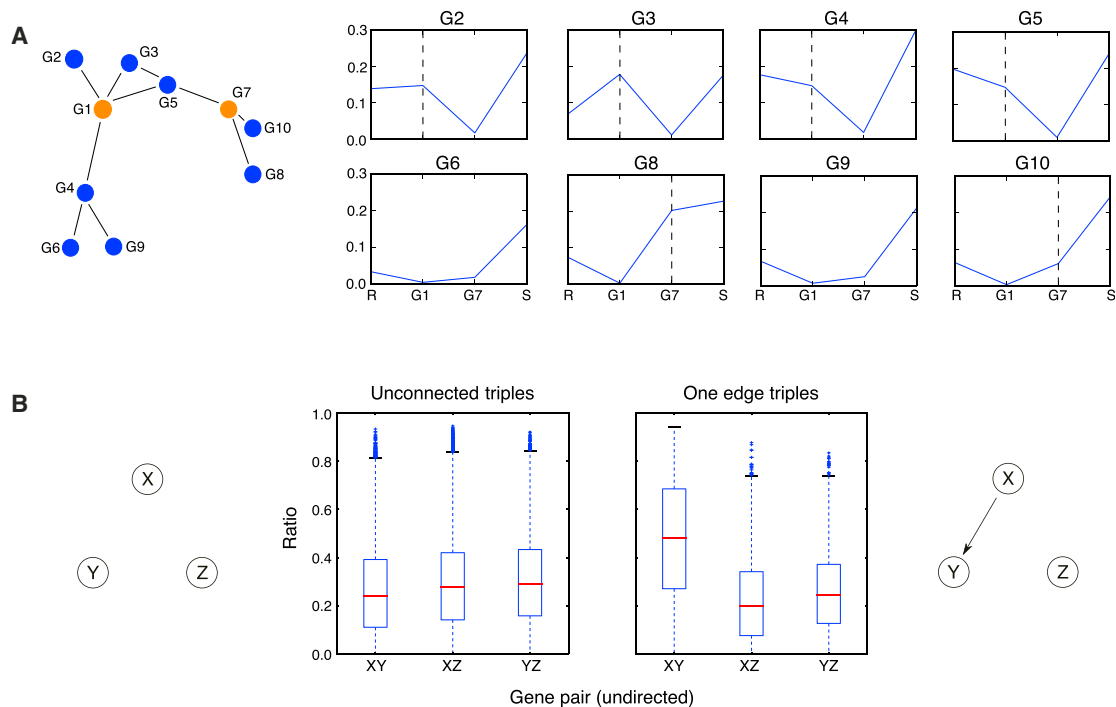 A
G2
G3
G1
G5
G7
G10
G8
G4
G6
G9
G2
G3
G4
G5
0.3
0.2
0.1
0.0
G6
G8
G9
G10
0.3
0.2
0.1
0.0
R G1 G7 S
R G1 G7 S
R G1 G7 S
R G1 G7 S
B
Unconnected triples
One edge triples
1.0
0.8
0.6
0.4
0.2
0.0
Ratio
XY XZ YZ
XY XZ YZ
Gene pair (undirected)
X
Y Z
X
Y Z